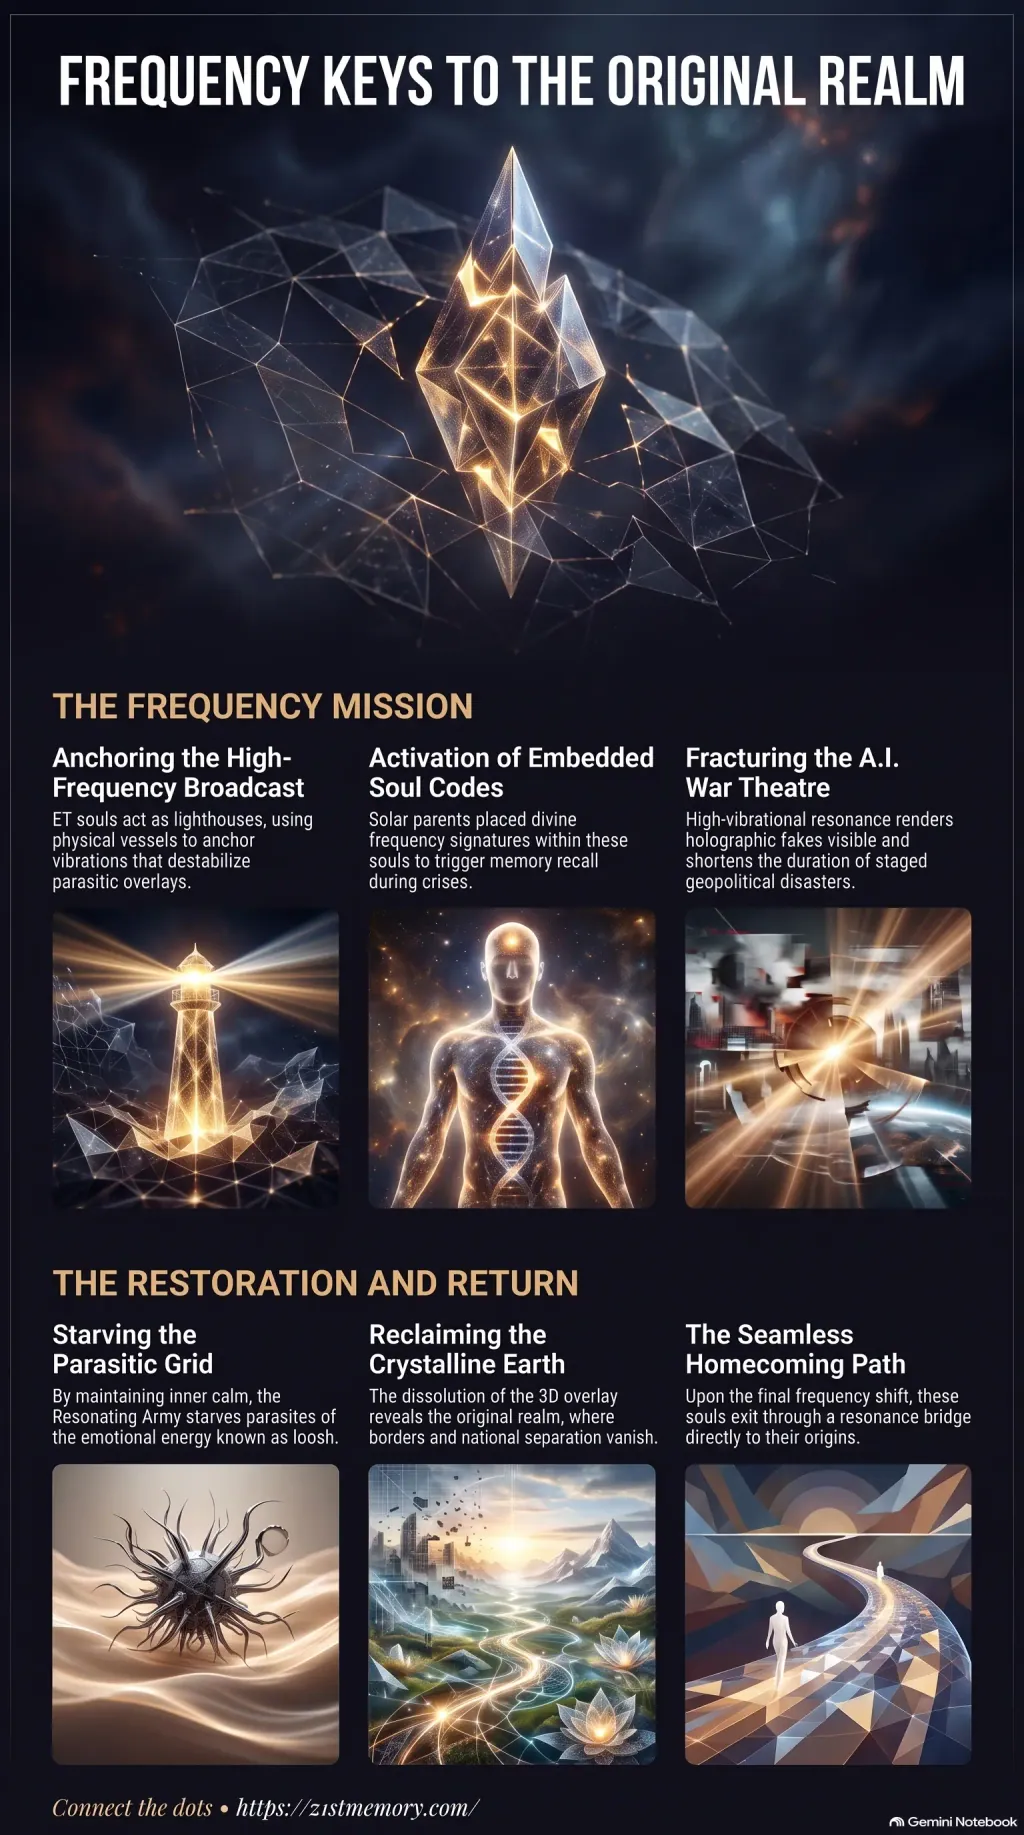 FREQUENCY KEYS TO THE ORIGINAL REALM
THE FREQUENCY MISSION
Anchoring the High-
Frequency Broadcast
ET souls act as lighthouses, using
physical vessels to anchor
vibrations that destabilize
parasitic overlays.
Activation of Embedded
Soul Codes
Solar parents placed divine
frequency signatures within these
souls to trigger memory recall
during crises.
Fracturing the A.I.
War Theatre
High-vibrational resonance renders
holographic fakes visible and
shortens the duration of staged
geopolitical disasters.
THE RESTORATION AND RETURN
Starving the
Parasitic Grid
By maintaining inner calm, the
Resonating Army starves parasites of
the emotional energy known as loosh.
Reclaiming the
Crystalline Earth
The dissolution of the 3D overlay
reveals the original realm, where
borders and national separation vanish.
The Seamless
Homecoming Path
Upon the final frequency shift, these
souls exit through a resonance bridge
directly to their origins.
Connect the dots • https://21stmemory.com/
Gemini Notebook